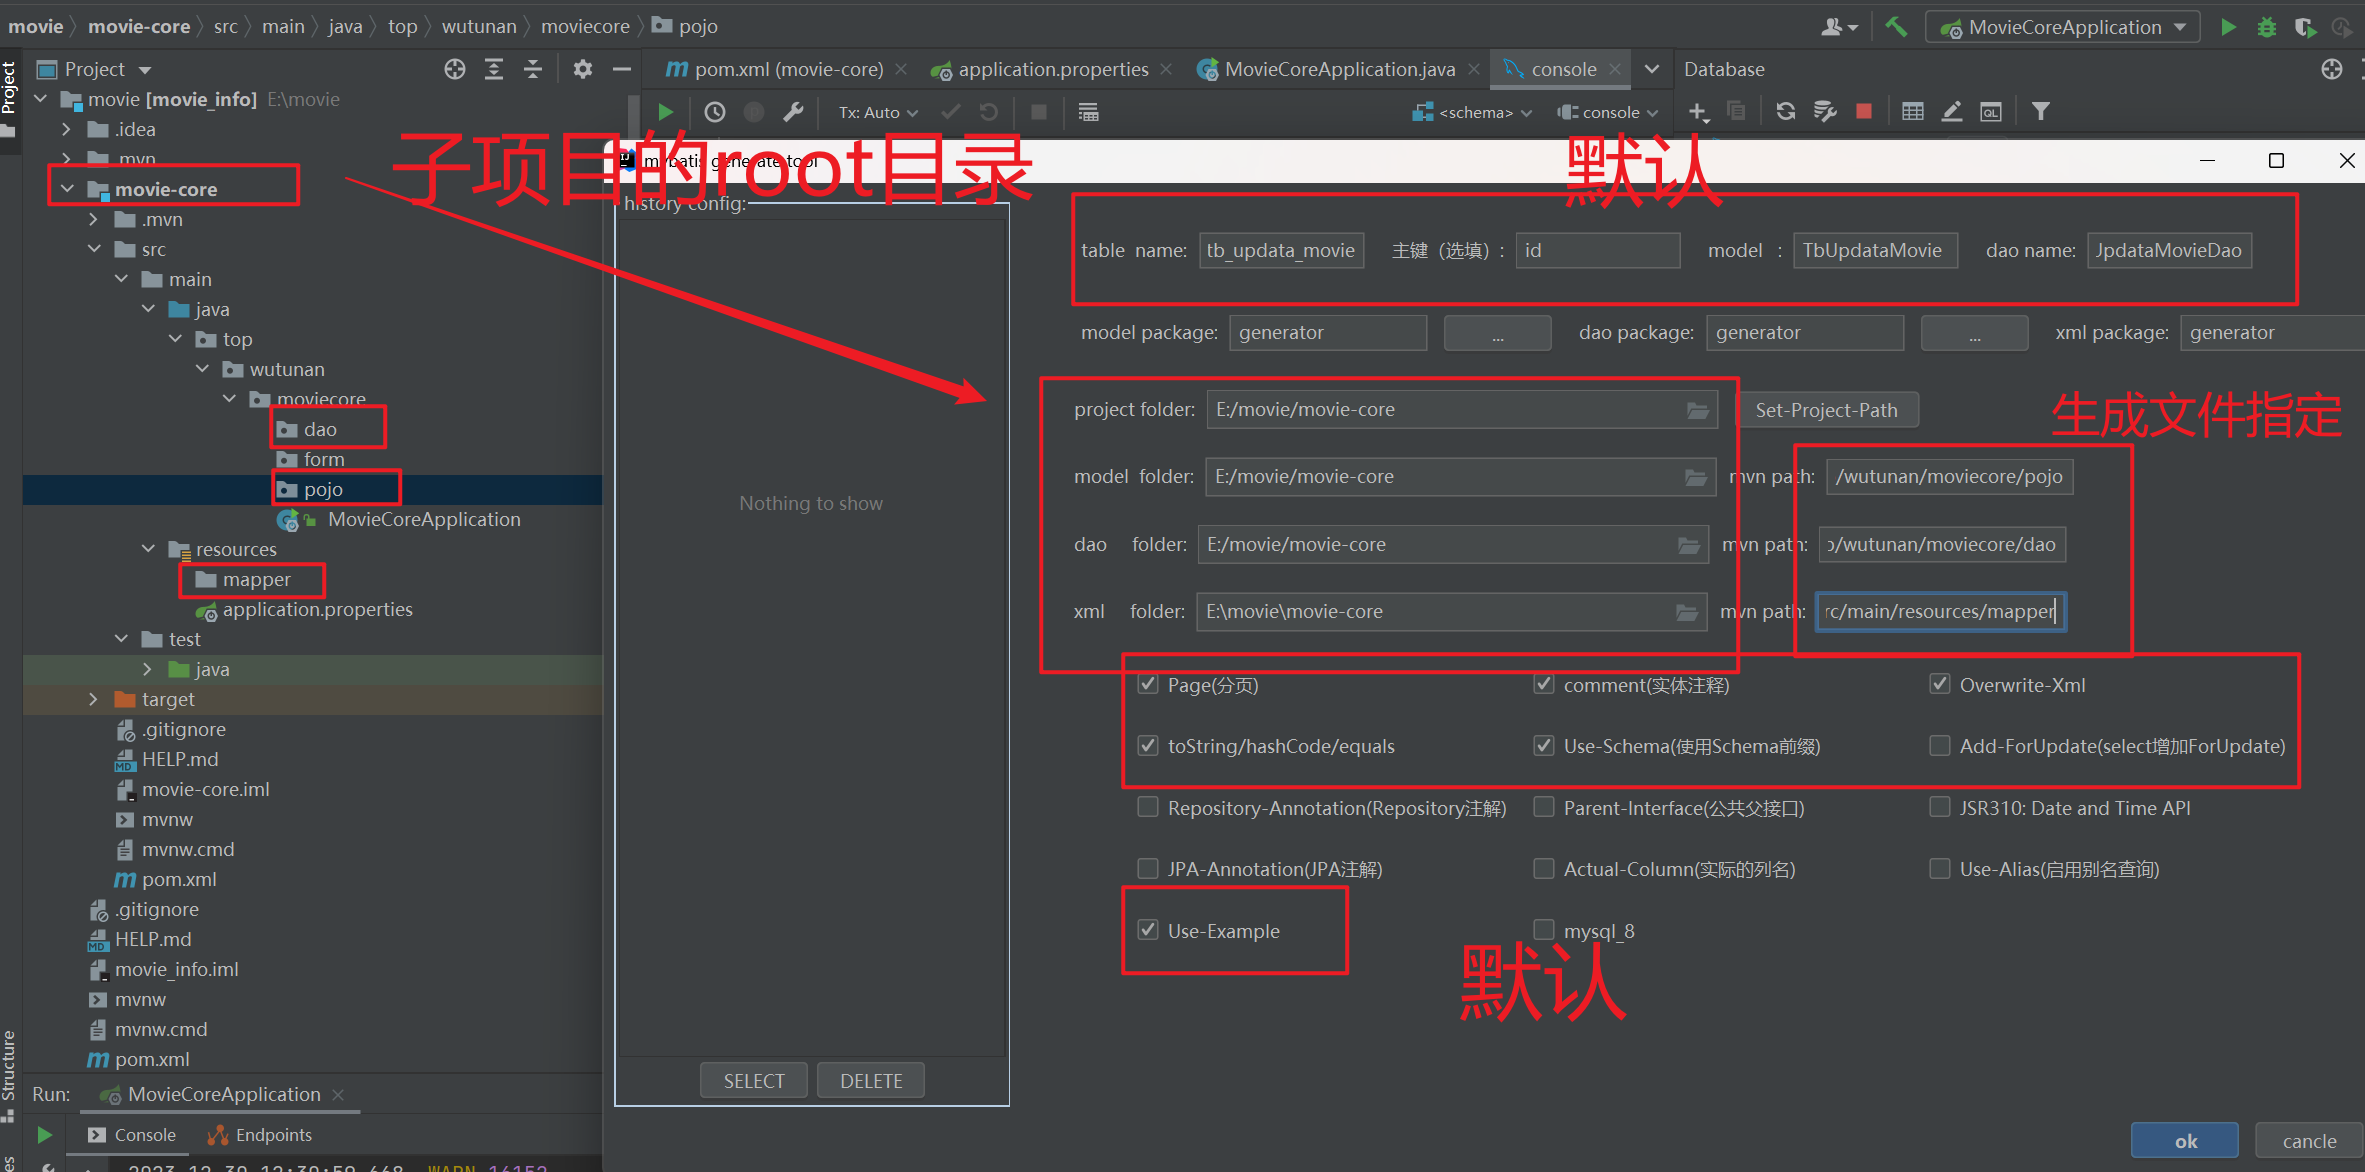 movie movie-core src main java top wutunan moviecore pojo
MovieCoreApplication
Project
Project
pom.xml (movie-core)
application.properties
MovieCoreApplication.java
console
Database
movie [movie_info] E:\movie
.idea
.mvn
movie-core
.mvn
src
main
java
top
wutunan
moviecore
dao
form
pojo
MovieCoreApplication
resources
mapper
application.properties
test
java
target
.gitignore
HELP.md
movie-core.iml
mvnw
mvnw.cmd
pom.xml
.gitignore
HELP.md
movie_info.iml
mvnw
mvnw.cmd
pom.xml
Structure
Tx: Auto
<schema>
console
子项目的root目录
默认
mybatis generate tool
history config:
Nothing to show
SELECT
DELETE
table name: tb_updata_movie 主键（选填）: id model : TbUpdataMovie dao name: JpdataMovieDao
model package: generator ... dao package: generator ... xml package: generator
project folder: E:/movie/movie-core Set-Project-Path
生成文件指定
model folder: E:/movie/movie-core mvn path: /wutunan/moviecore/pojo
dao folder: E:/movie/movie-core mvn path: o/wutunan/moviecore/dao
xml folder: E:\movie\movie-core mvn path: rc/main/resources/mapper
Page(分页) comment(实体注释) Overwrite-Xml
toString/hashCode/equals Use-Schema(使用Schema前缀) Add-ForUpdate(select增加ForUpdate)
Repository-Annotation(Repository注解) Parent-Interface(公共父接口) JSR310: Date and Time API
JPA-Annotation(JPA注解) Actual-Column(实际的列名) Use-Alias(启用别名查询)
Use-Example mysql_8
默认
ok
cancle
Run: MovieCoreApplication
Console Endpoints
2023-12-30 12:39:50.668 WARN 16152